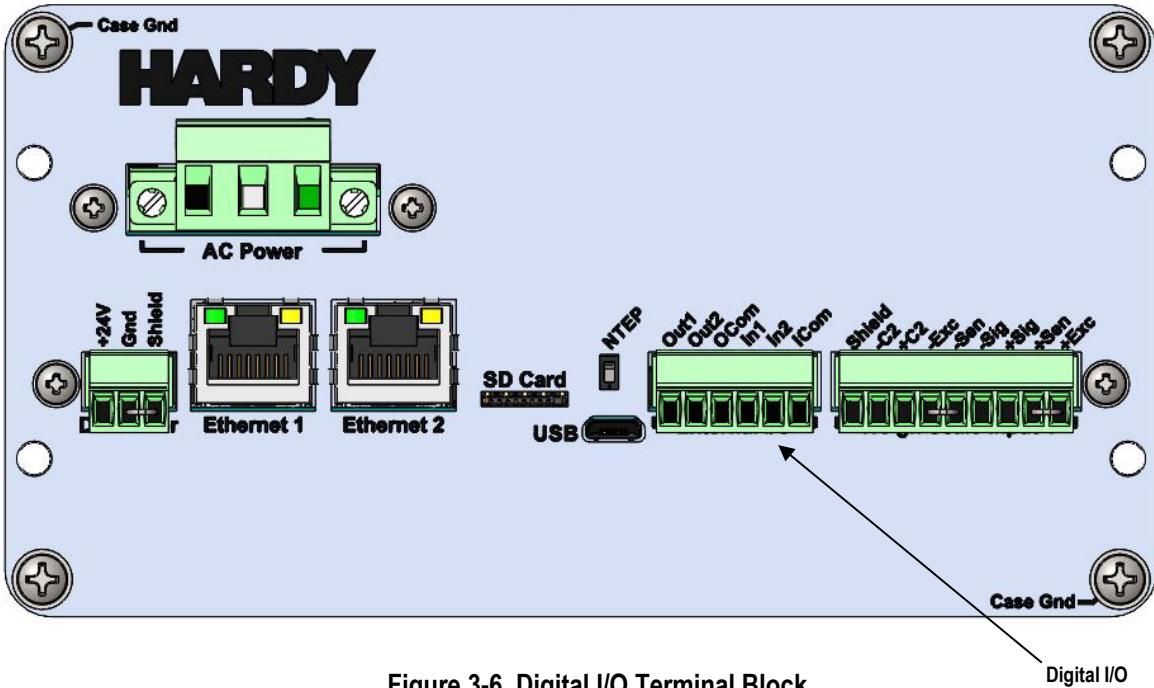 Case Gnd
HARDY
AC Power
+24V
Gnd
Shield
Ethernet 1
Ethernet 2
SD Card
USB
NTEP
Out1
Out2
OCom
In1
In2
ICom
Shield
-C2
+C2
-Exc
-Sen
-Sig
+Sig
+Sen
+Exc
Case Gnd
Digital I/O
Figure 3-6. Digital I/O Terminal Block